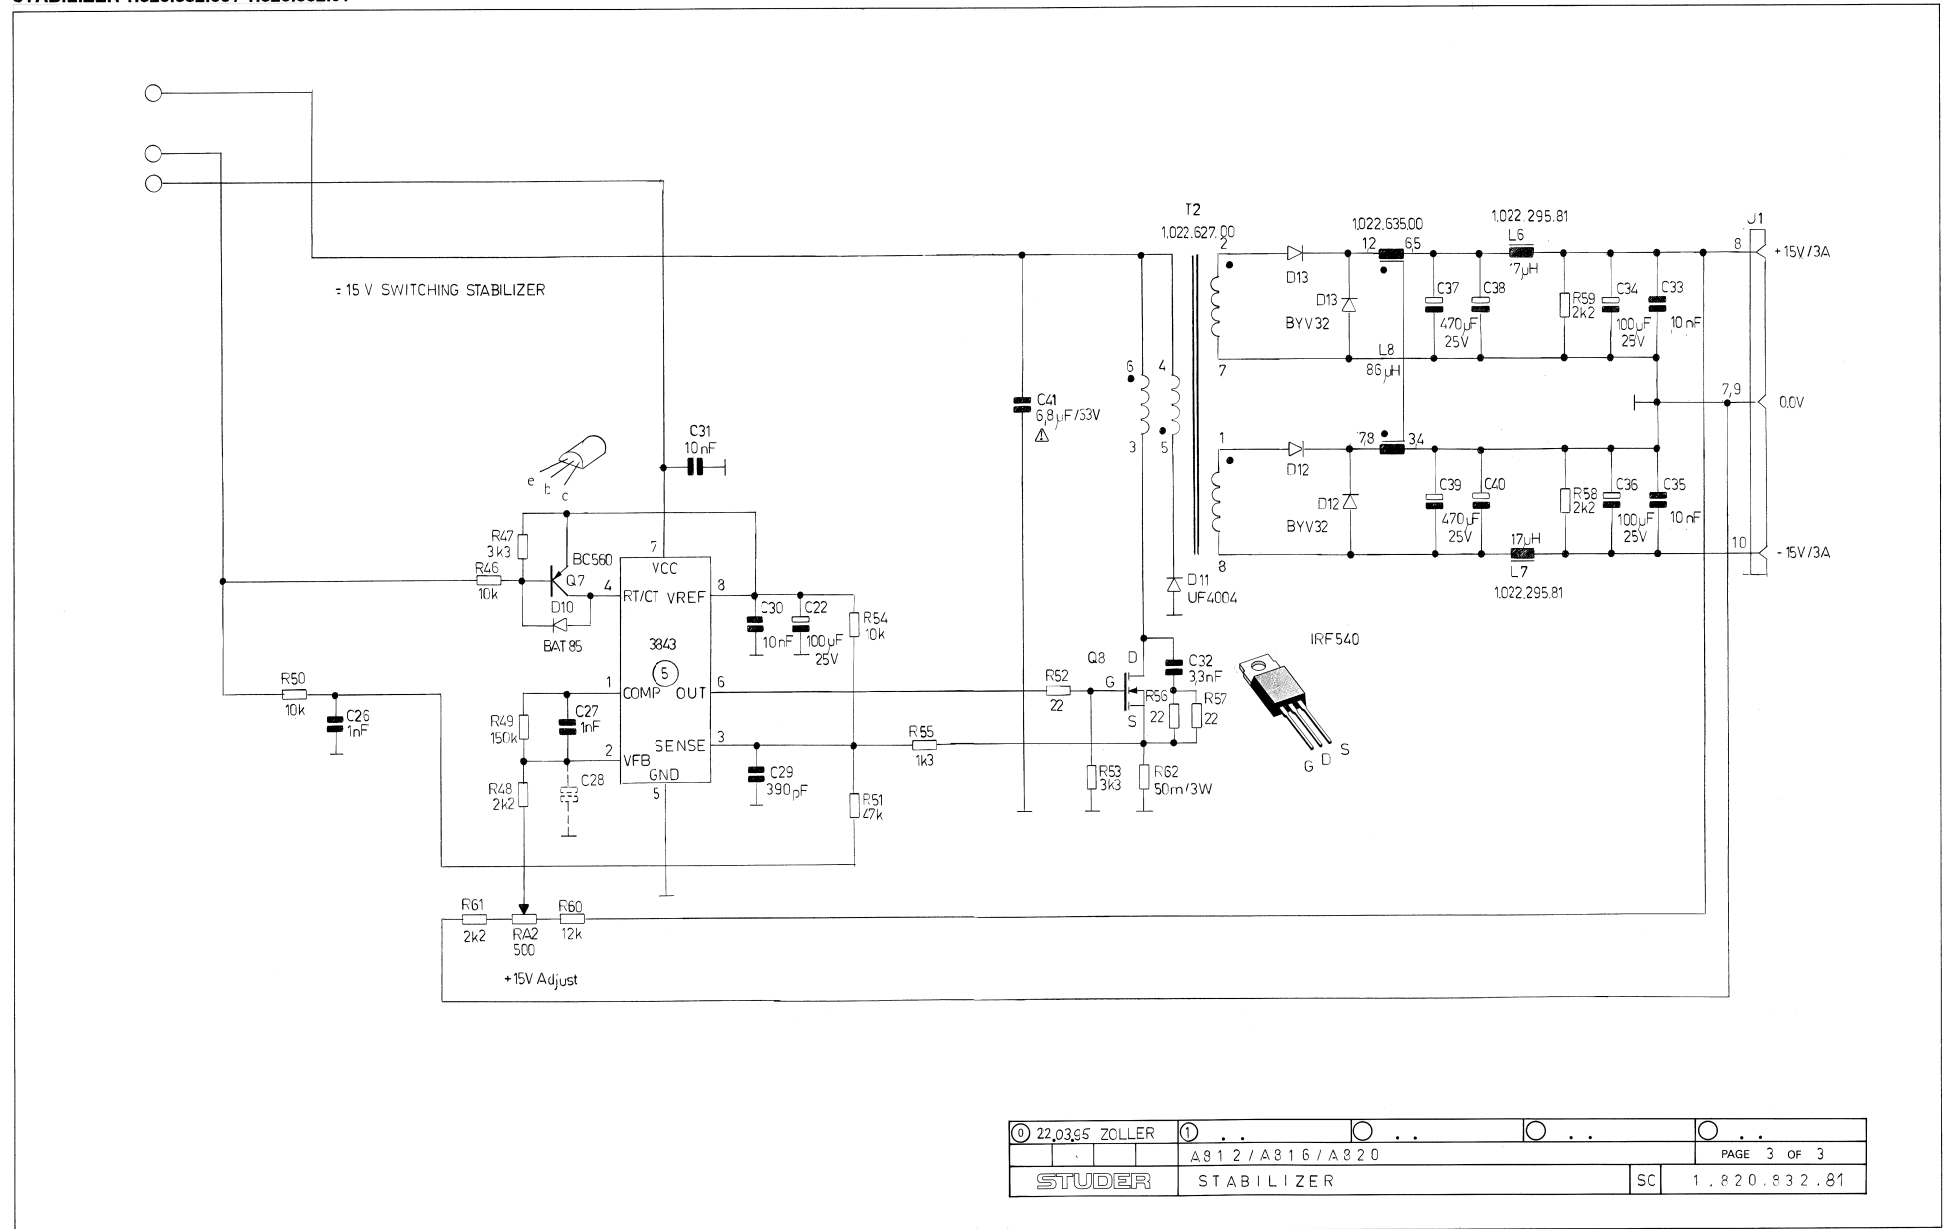 T2
1,022.627.00
2
1,022.635.00
1,2
6,5
1,022.295.81
L6
J1
8
+15V/3A
= 15 V SWITCHING STABILIZER
D13
D13
BYV32
L8
86µH
C37
470µF
25V
C38
R59
2k2
C34
100µF
25V
C33
10nF
7
6
4
3
5
C41
6,8µF/63V
7,9
0.0V
1
7,8
3,4
D12
D12
BYV32
C39
470µF
25V
C40
R58
2k2
C36
100µF
25V
C35
10nF
8
17µH
L7
1,022.295.81
10
-15V/3A
C31
10nF
e
b
c
R47
3k3
BC560
Q7
R46
10k
D10
BAT85
7
VCC
4
RT/CT
VREF
8
3843
5
1
COMP
OUT
6
SENSE
3
2
VFB
GND
5
C30
10nF
C22
100µF
25V
R54
10k
D11
UF4004
IRF540
R50
10k
C26
1nF
R49
150k
C27
1nF
R48
2k2
C28
C29
390pF
R55
1k3
R51
47k
R52
22
Q8
D
G
S
C32
3,3nF
R56
22
R57
22
R53
3k3
R62
50m/3W
G
D
S
R61
2k2
RA2
500
R60
12k
+15V Adjust
0 22.03.95 ZOLLER
1 . .
. .
. .
. .
A812/A816/A820
PAGE 3 OF 3
STUDER
STABILIZER
SC
1.820.832.81